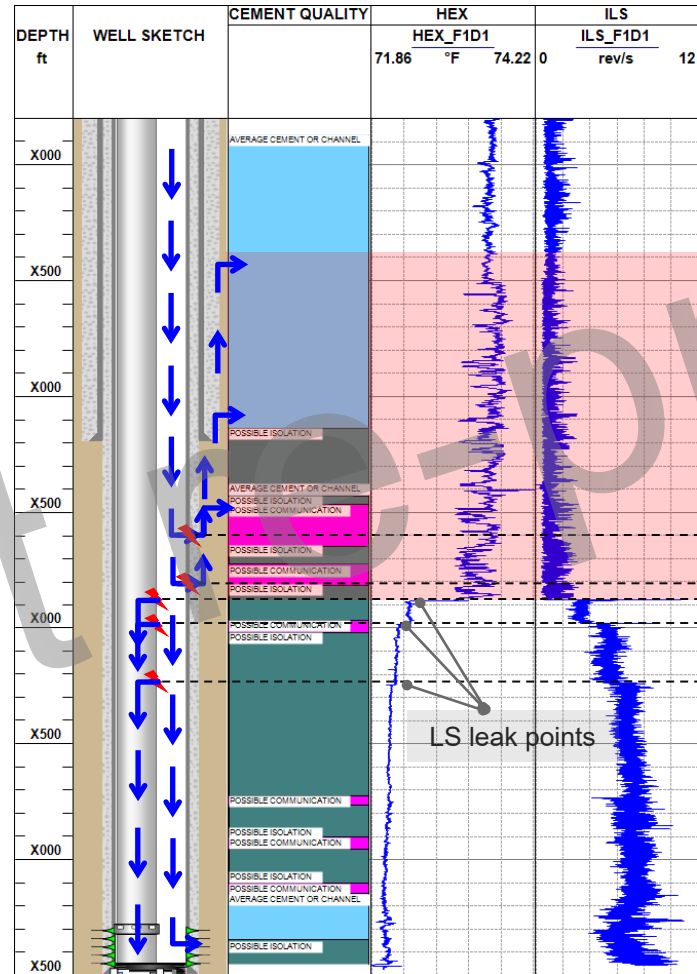 CEMENT QUALITY HEX ILS
DEPTH WELL SKETCH HEX_F1D1 ILS_F1D1
ft 71.86 °F 74.22 0 rev/s 12
AVERAGE CEMENT OR CHANNEL
X000
X500
X000
POSSIBLE ISOLATION
AVERAGE CEMENT OR CHANNEL
POSSIBLE ISOLATION
X500 POSSIBLE COMMUNICATION
POSSIBLE ISOLATION
POSSIBLE COMMUNICATION
POSSIBLE ISOLATION
X000 POSSIBLE COMMUNICATION
POSSIBLE ISOLATION
LS leak points
X500
POSSIBLE COMMUNICATION
POSSIBLE ISOLATION
X000 POSSIBLE COMMUNICATION
POSSIBLE ISOLATION
POSSIBLE COMMUNICATION
AVERAGE CEMENT OR CHANNEL
POSSIBLE ISOLATION
X500
t re-p